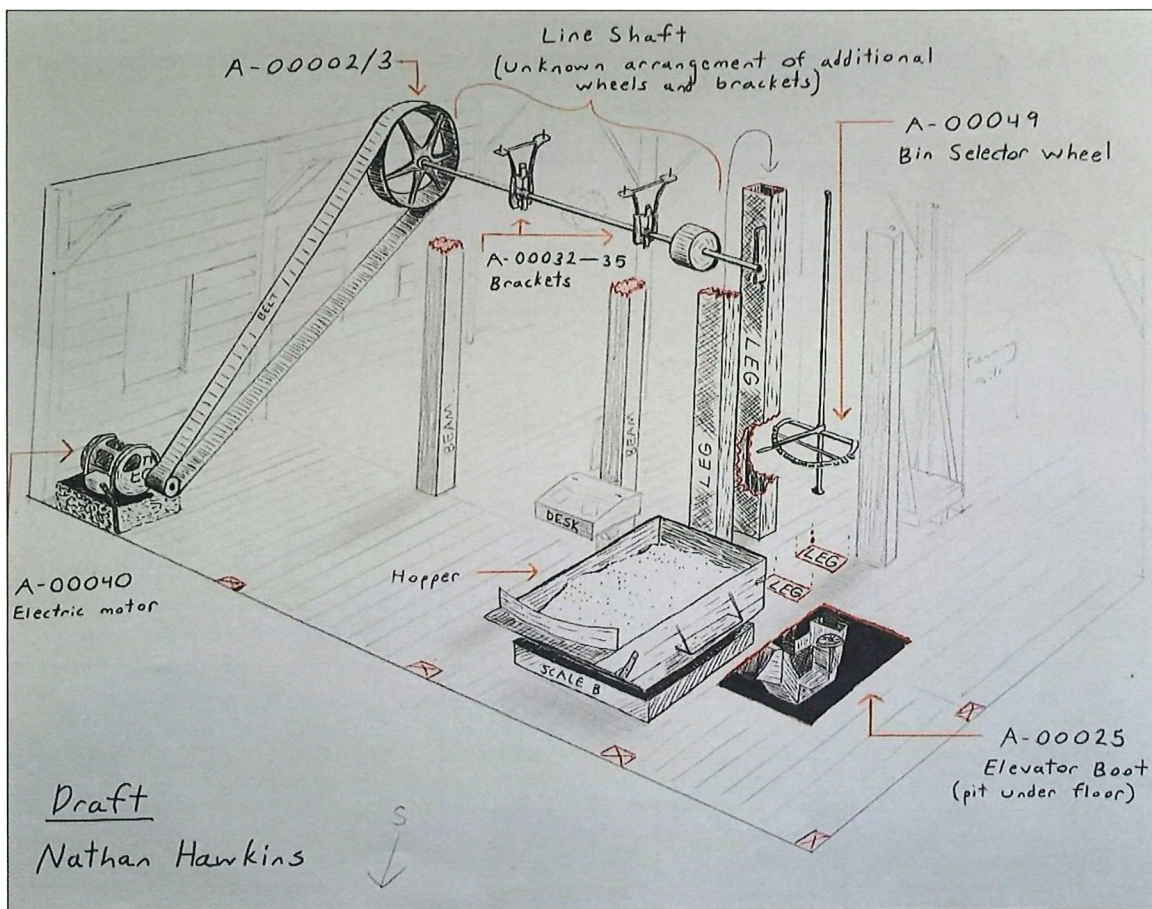 Line Shaft
(Unknown arrangement of additional
wheels and brackets)
A-00002/3
A-00049
Bin Selector wheel
A-00032-35
Brackets
BELT
BEAM
BEAM
LEG
LEG
DESK
LEG
LEG
Hopper
A-00040
Electric motor
SCALE B
A-00025
Elevator Boot
(pit under floor)
Draft
Nathan Hawkins
S